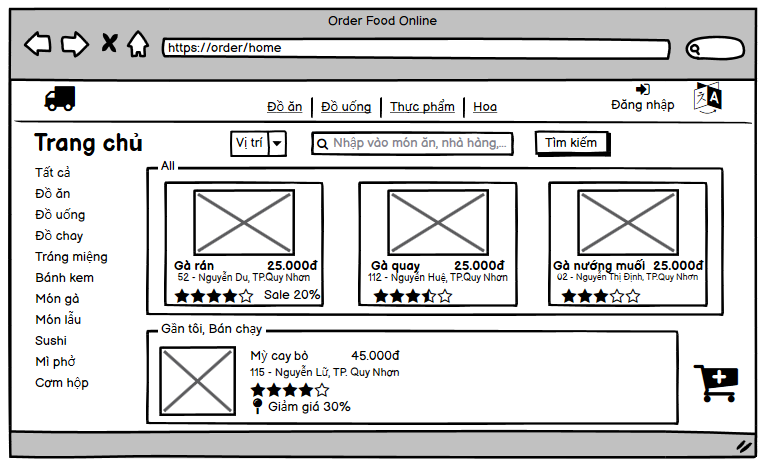 Order Food Online
https://order/home
Đồ ăn Đồ uống Thực phẩm Hoa
Đăng nhập
Trang chủ
Vị trí
Nhập vào món ăn, nhà hàng,...
Tìm kiếm
Tất cả
Đồ ăn
Đồ uống
Đồ chay
Tráng miệng
Bánh kem
Món gà
Món lẩu
Sushi
Mì phở
Cơm hộp
All
Gà rán 25.000đ
52 - Nguyễn Du, TP.Quy Nhơn
Sale 20%
Gà quay 25.000đ
112 - Nguyễn Huệ, TP.Quy Nhơn
Gà nướng muối 25.000đ
02 - Nguyễn Thị Định, TP.Quy Nhơn
Gần tôi, Bán chạy
Mỳ cay bò 45.000đ
115 - Nguyễn Lữ, TP. Quy Nhơn
Giảm giá 30%